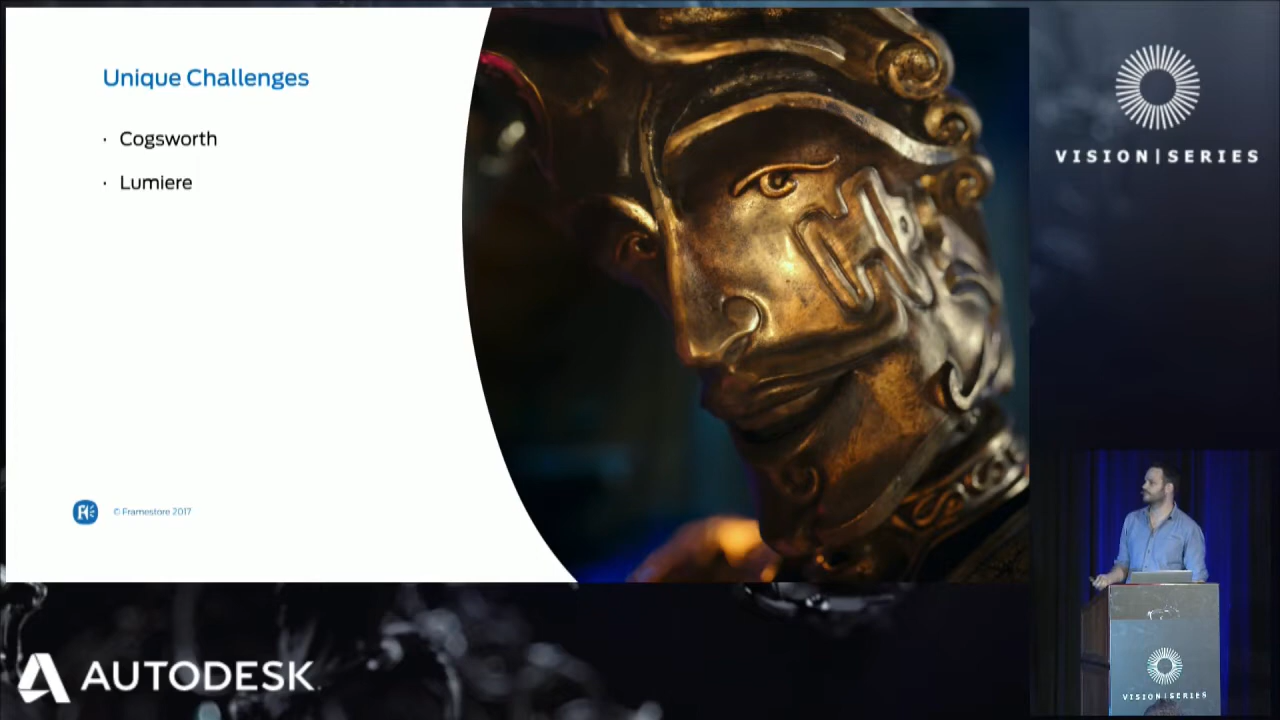 Unique Challenges
· Cogsworth
· Lumiere
© Framestore 2017
VISION|SERIES
AUTODESK.
VISION|SERIES